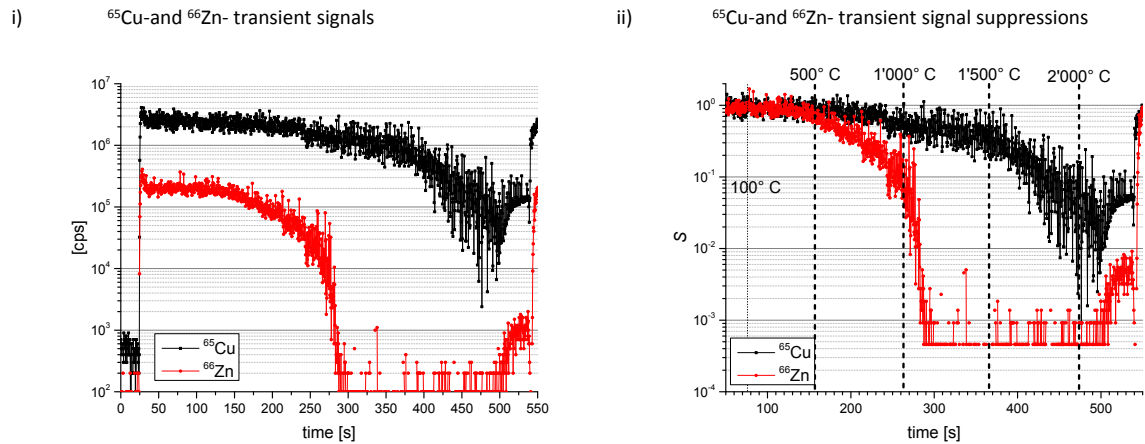 i) ⁶⁵Cu-and ⁶⁶Zn- transient signals
10⁷
10⁶
10⁵
10⁴
10³
10²
[cps]
⁶⁵Cu
⁶⁶Zn
0 50 100 150 200 250 300 350 400 450 500 550
time [s]
ii) ⁶⁵Cu-and ⁶⁶Zn- transient signal suppressions
500° C 1'000° C 1'500° C 2'000° C
10⁰
10⁻¹
10⁻²
10⁻³
10⁻⁴
S
100° C
⁶⁵Cu
⁶⁶Zn
100 200 300 400 500
time [s]